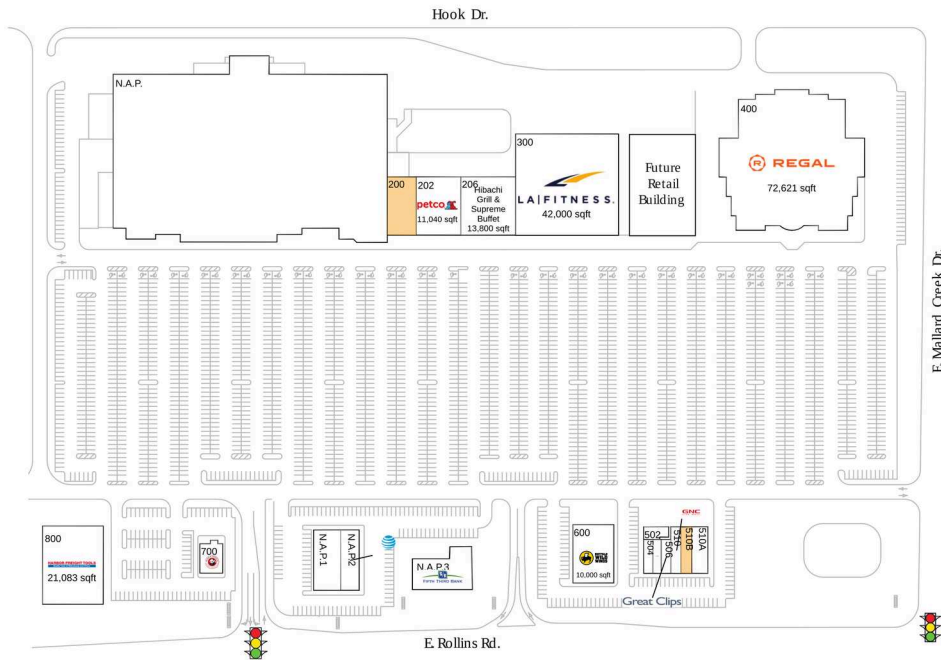 Hook Dr.
N.A.P.
200
202
petco
11,040 sqft
206
Hibachi
Grill &
Supreme
Buffet
13,800 sqft
300
LA|FITNESS.
42,000 sqft
Future
Retail
Building
400
R REGAL
72,621 sqft
E. Mallard Creek Dr.
800
HARBOR FREIGHT TOOLS
21,083 sqft
700
N.A.P.1
N.A.P.2
N.A.P.3
FIFTH THIRD BANK
600
10,000 sqft
GNC
502
504
506
510
510B
510A
Great Clips
E. Rollins Rd.